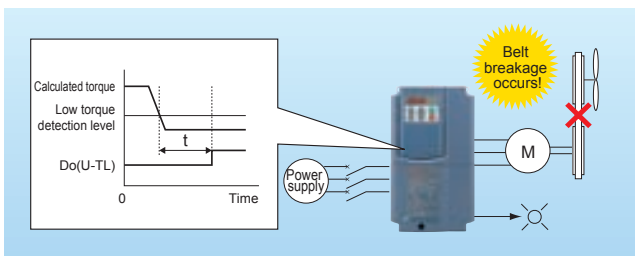 Calculated torque
Low torque
detection level
t
Do(U-TL)
0
Time
Belt
breakage
occurs!
M
Power
supply